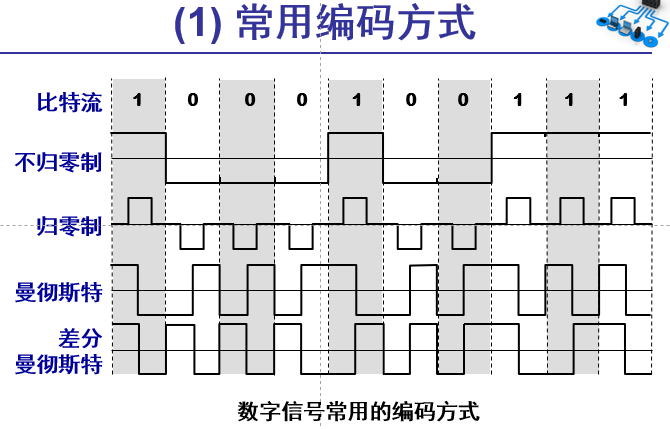 (1) 常用编码方式
比特流 1 0 0 0 1 0 0 1 1 1
不归零制
归零制
曼彻斯特
差分
曼彻斯特
数字信号常用的编码方式